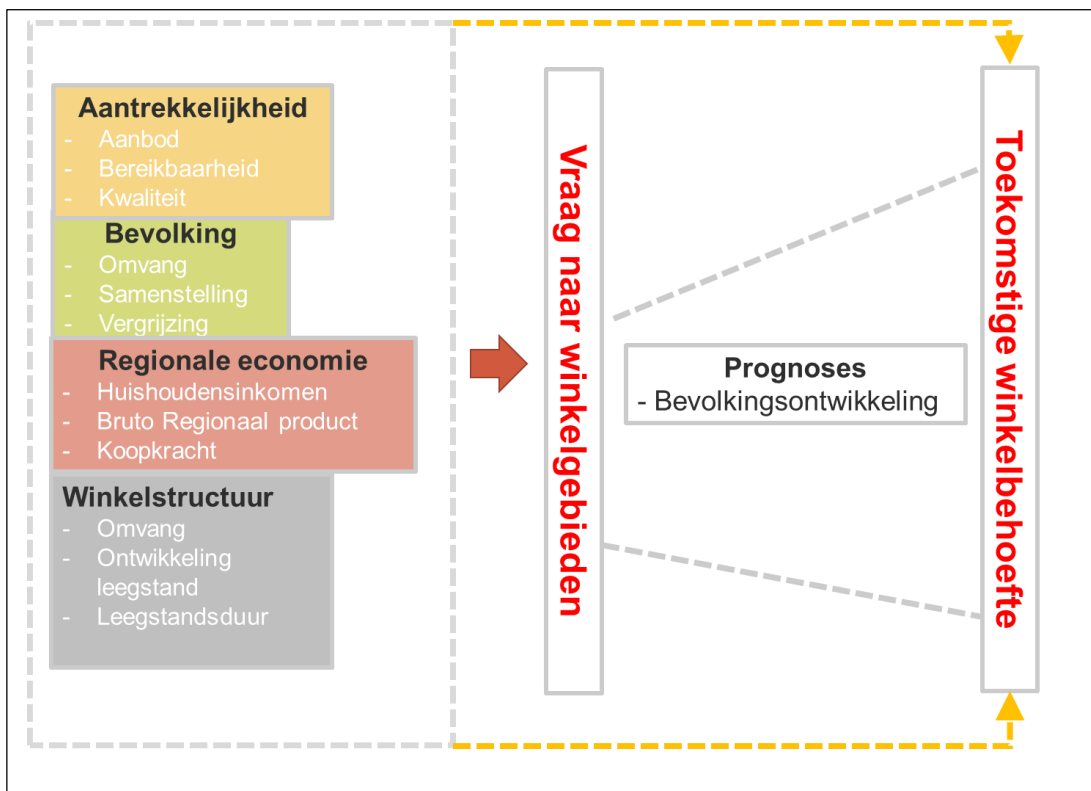 Aantrekkelijkheid
- Aanbod
- Bereikbaarheid
- Kwaliteit
Bevolking
- Omvang
- Samenstelling
- Vergrijzing
Regionale economie
- Huishoudensinkomen
- Bruto Regionaal product
- Koopkracht
Winkelstructuur
- Omvang
- Ontwikkeling
leegstand
- Leegstandsduur
Vraag naar winkelgebieden
Prognoses
- Bevolkingsontwikkeling
Toekomstige winkelbehoefte